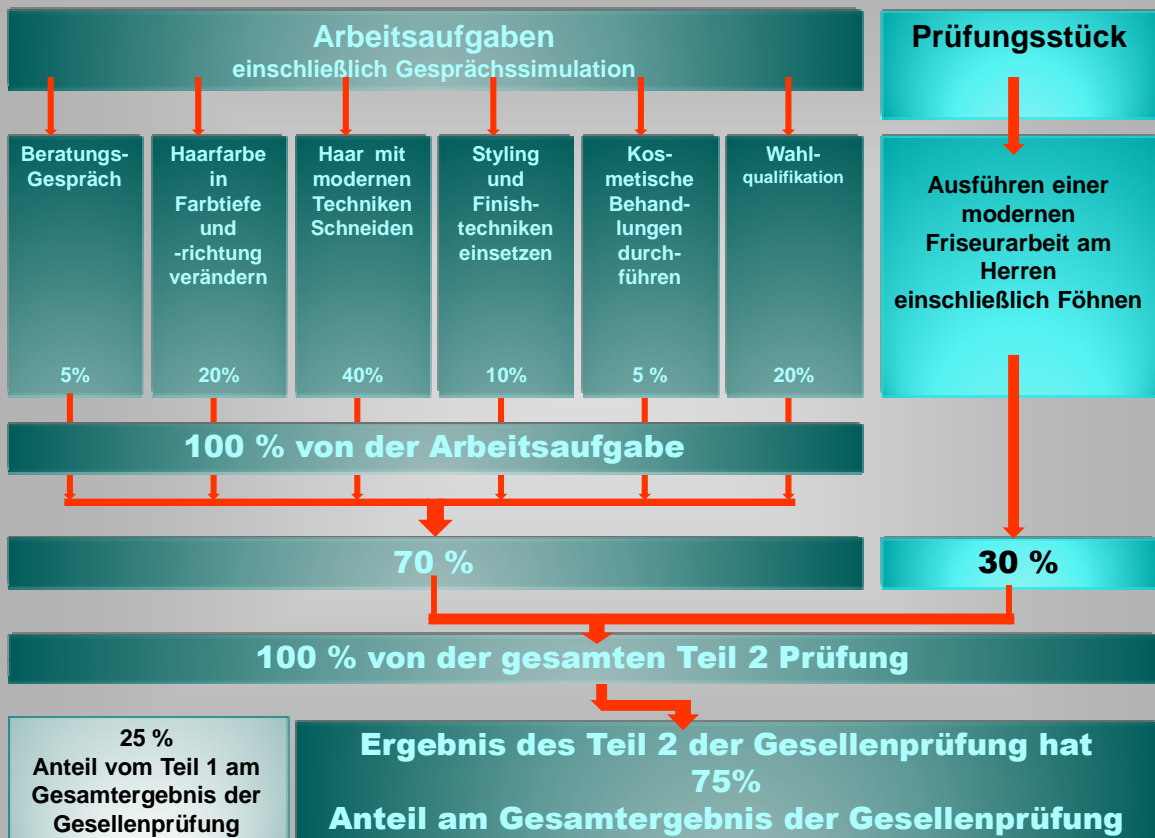 Arbeitsaufgaben
einschließlich Gesprächssimulation
Prüfungsstück
Beratungs-
Gespräch
5%
Haarfarbe
in
Farbtiefe
und
-richtung
verändern
20%
Haar mit
modernen
Techniken
Schneiden
40%
Styling
und
Finish-
techniken
einsetzen
10%
Kos-
metische
Behand-
lungen
durch-
führen
5 %
Wahl-
qualifikation
20%
Ausführen einer
modernen
Friseurarbeit am
Herren
einschließlich Föhnen
100 % von der Arbeitsaufgabe
70 %
30 %
100 % von der gesamten Teil 2 Prüfung
25 %
Anteil vom Teil 1 am
Gesamtergebnis der
Gesellenprüfung
Ergebnis des Teil 2 der Gesellenprüfung hat
75%
Anteil am Gesamtergebnis der Gesellenprüfung